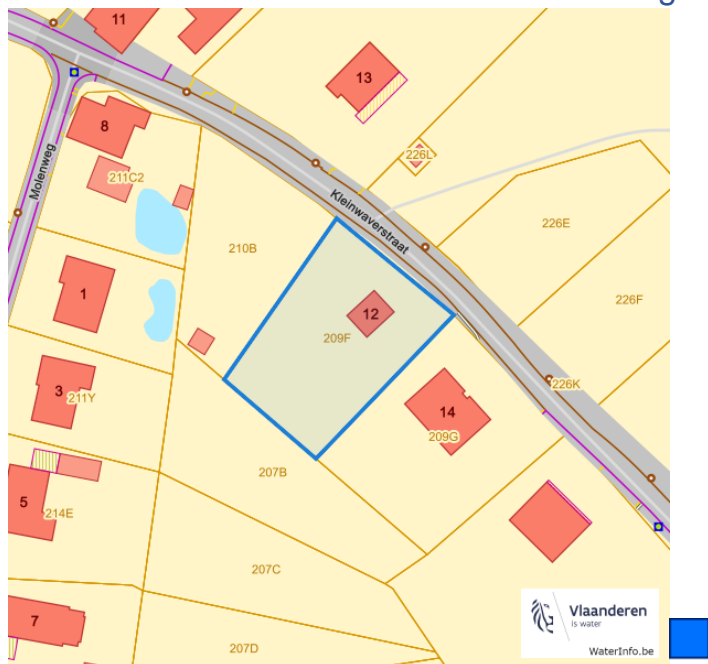 g
11
13
8
Molenweg
211C2
226L
Kleinwaverstraat
226E
210B
1
12
226F
209F
3
211Y
226K
14
209G
207B
5
214E
207C
7
207D
Vlaanderen
is water
WaterInfo.be